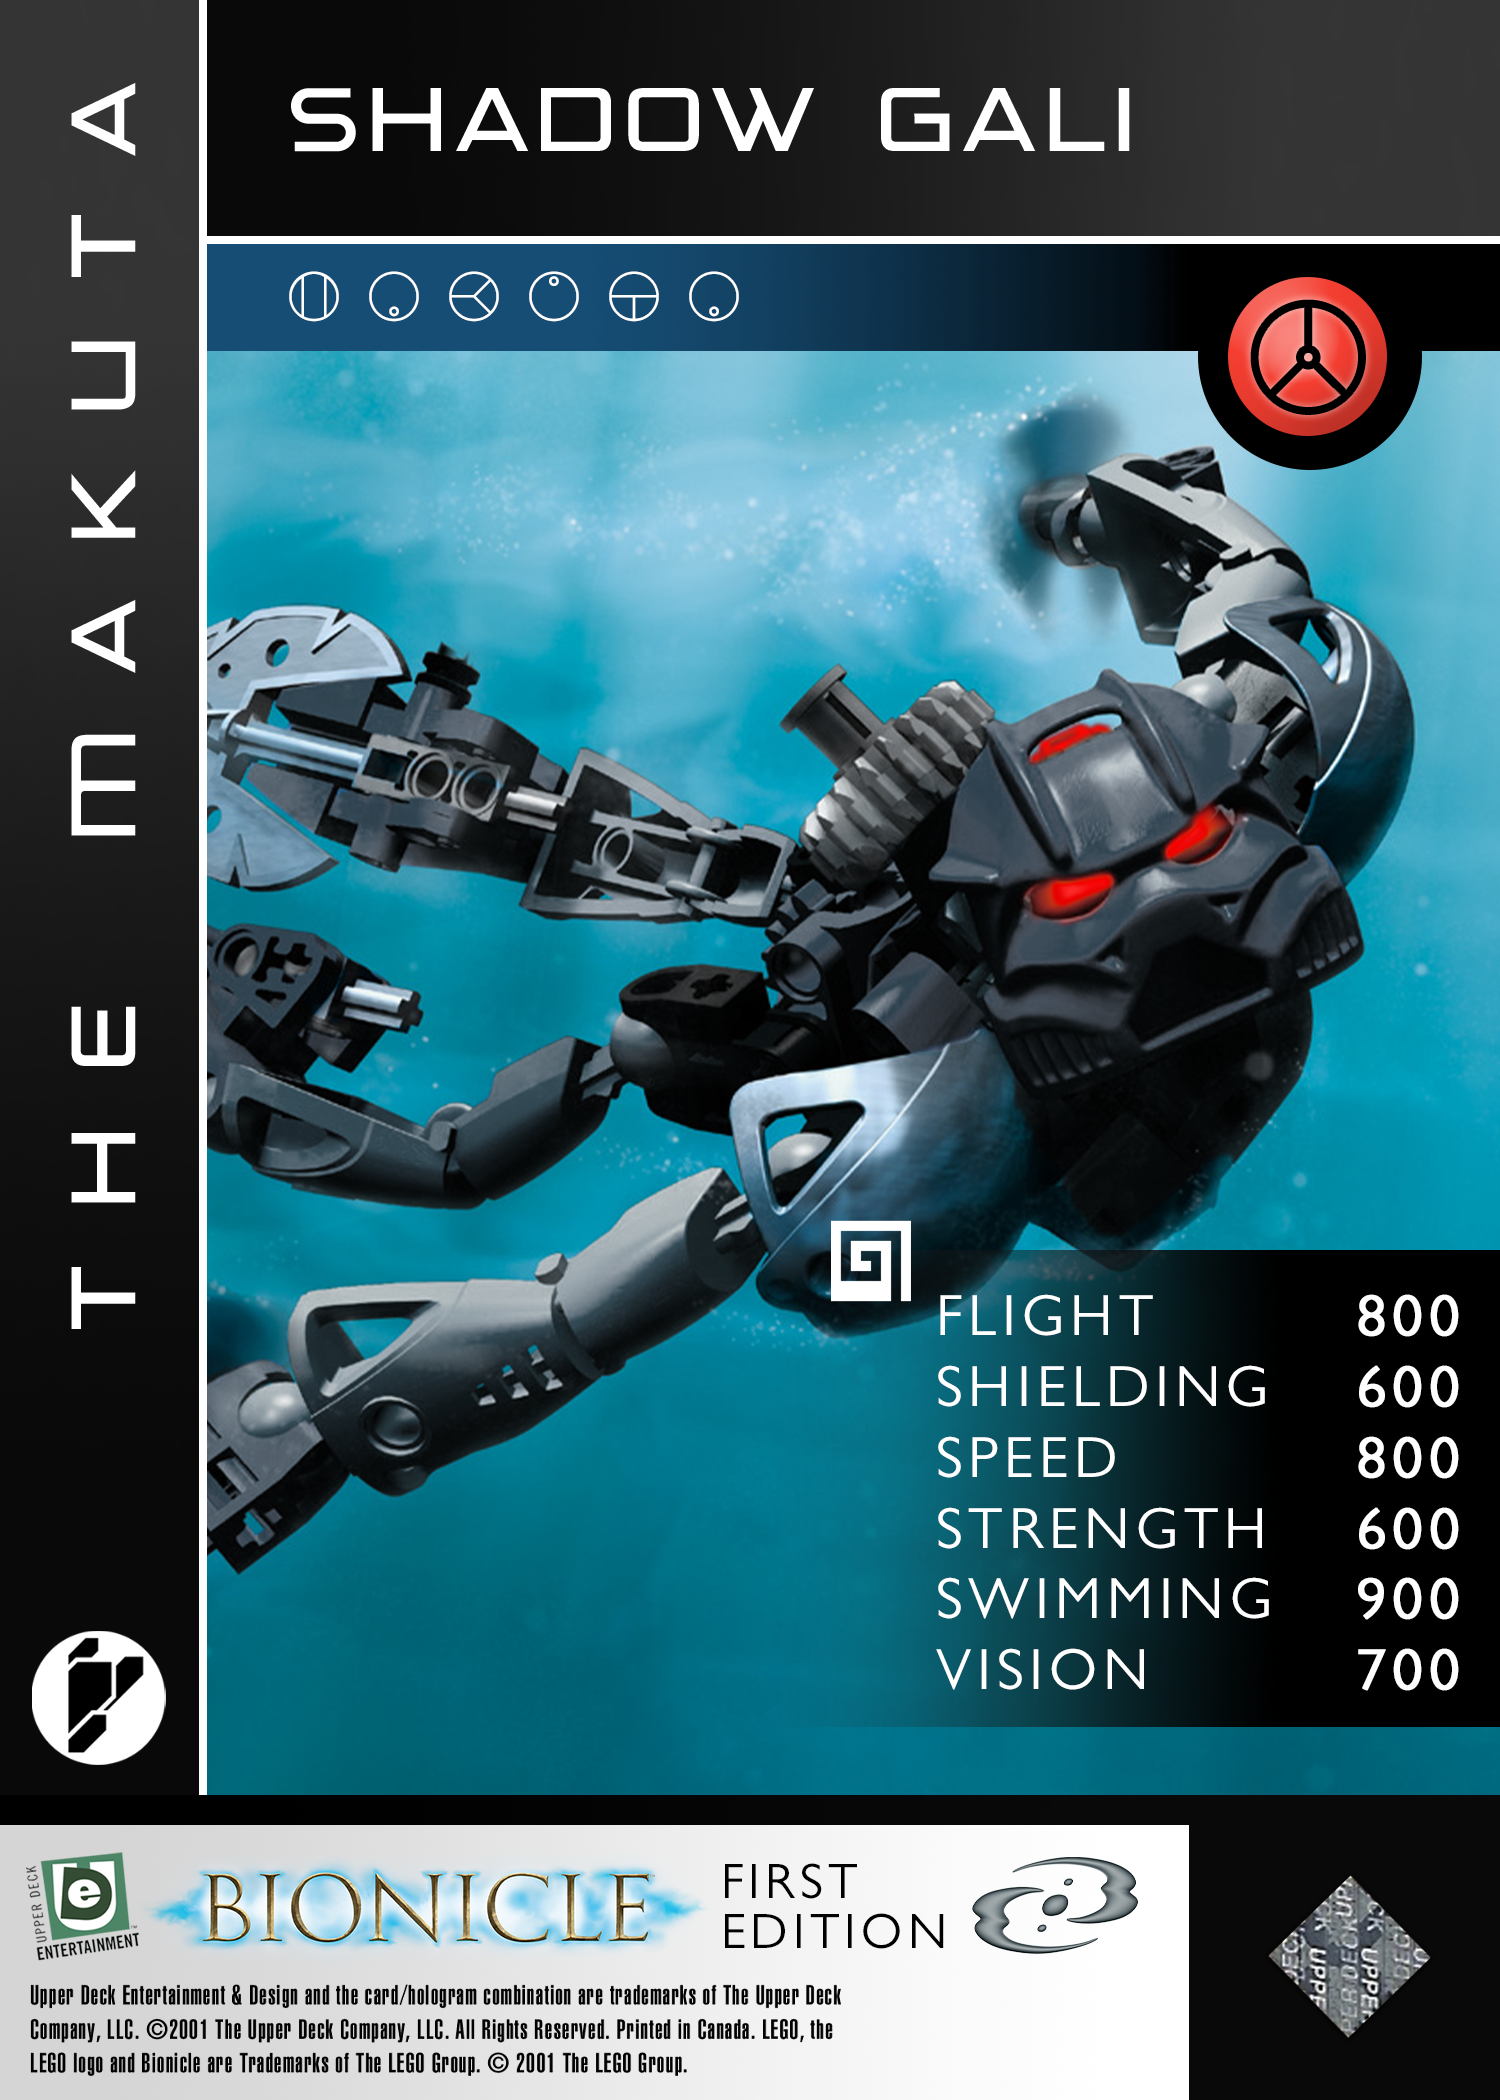 SHADOW GALI
THE MAKUTA
FLIGHT 800
SHIELDING 600
SPEED 800
STRENGTH 600
SWIMMING 900
VISION 700
UPPER DECK
e
ENTERTAINMENT
BIONICLE
FIRST
EDITION
Upper Deck Entertainment & Design and the card/hologram combination are trademarks of The Upper Deck
Company, LLC. ©2001 The Upper Deck Company, LLC. All Rights Reserved. Printed in Canada. LEGO, the
LEGO logo and Bionicle are Trademarks of The LEGO Group. © 2001 The LEGO Group.